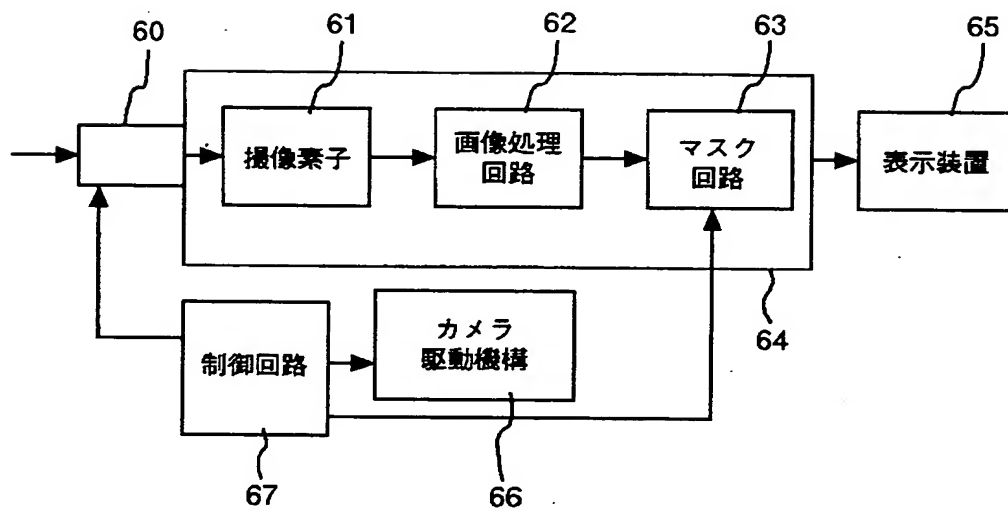 60
61
62
63
65
撮像素子
画像処理
回路
マスク
回路
表示装置
64
制御回路
カメラ
駆動機構
67
66